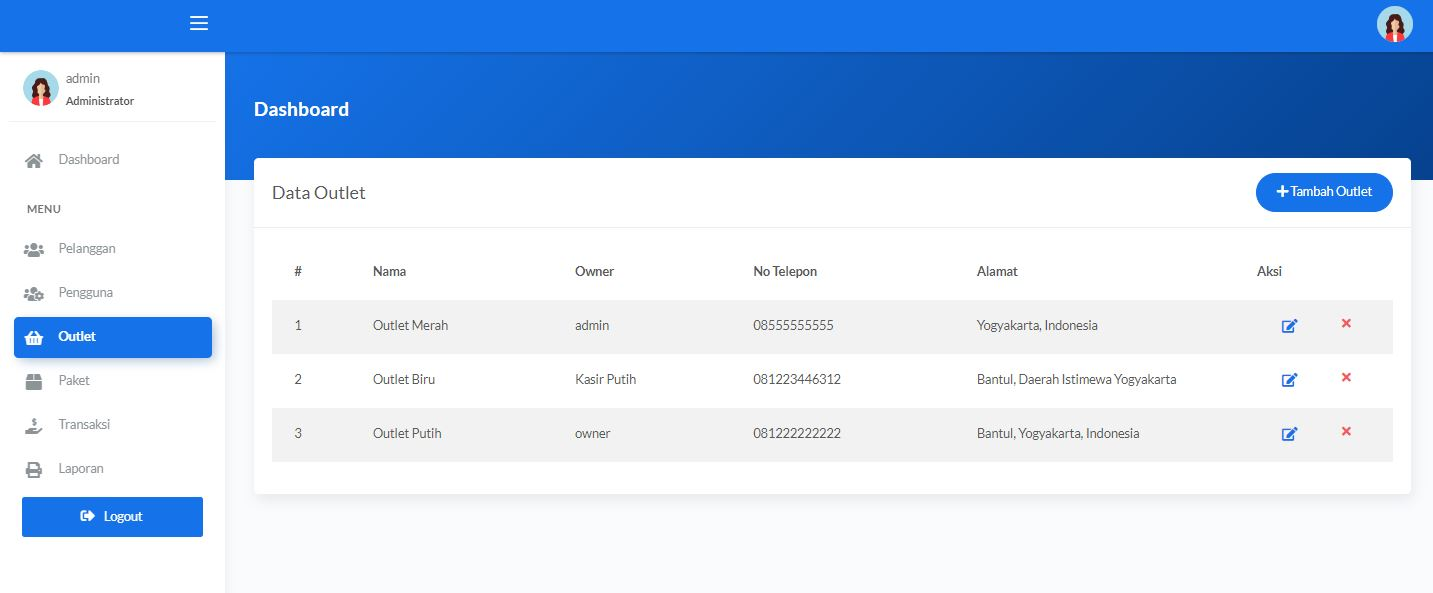 admin
Administrator
Dashboard
MENU
Pelanggan
Pengguna
Outlet
Paket
Transaksi
Laporan
Logout
Dashboard
Data Outlet
Tambah Outlet
# Nama Owner No Telepon Alamat Aksi
1 Outlet Merah admin 08555555555 Yogyakarta, Indonesia
2 Outlet Biru Kasir Putih 081223446312 Bantul, Daerah Istimewa Yogyakarta
3 Outlet Putih owner 081222222222 Bantul, Yogyakarta, Indonesia